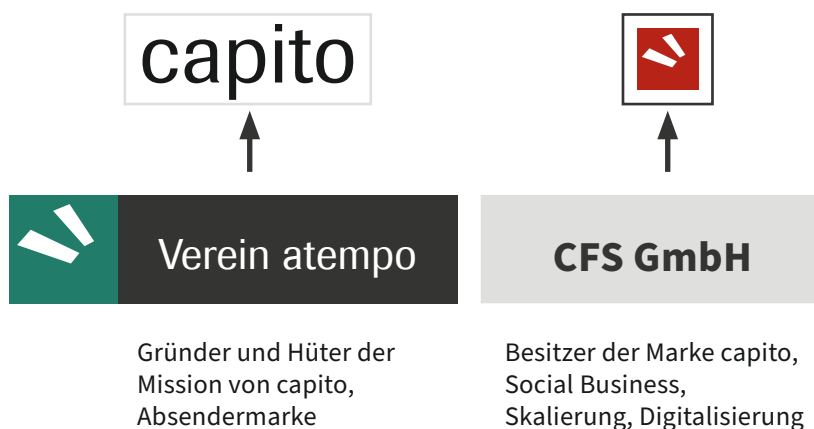 capito
Verein atempo
CFS GmbH
Gründer und Hüter der
Mission von capito,
Absendermarke
Besitzer der Marke capito,
Social Business,
Skalierung, Digitalisierung